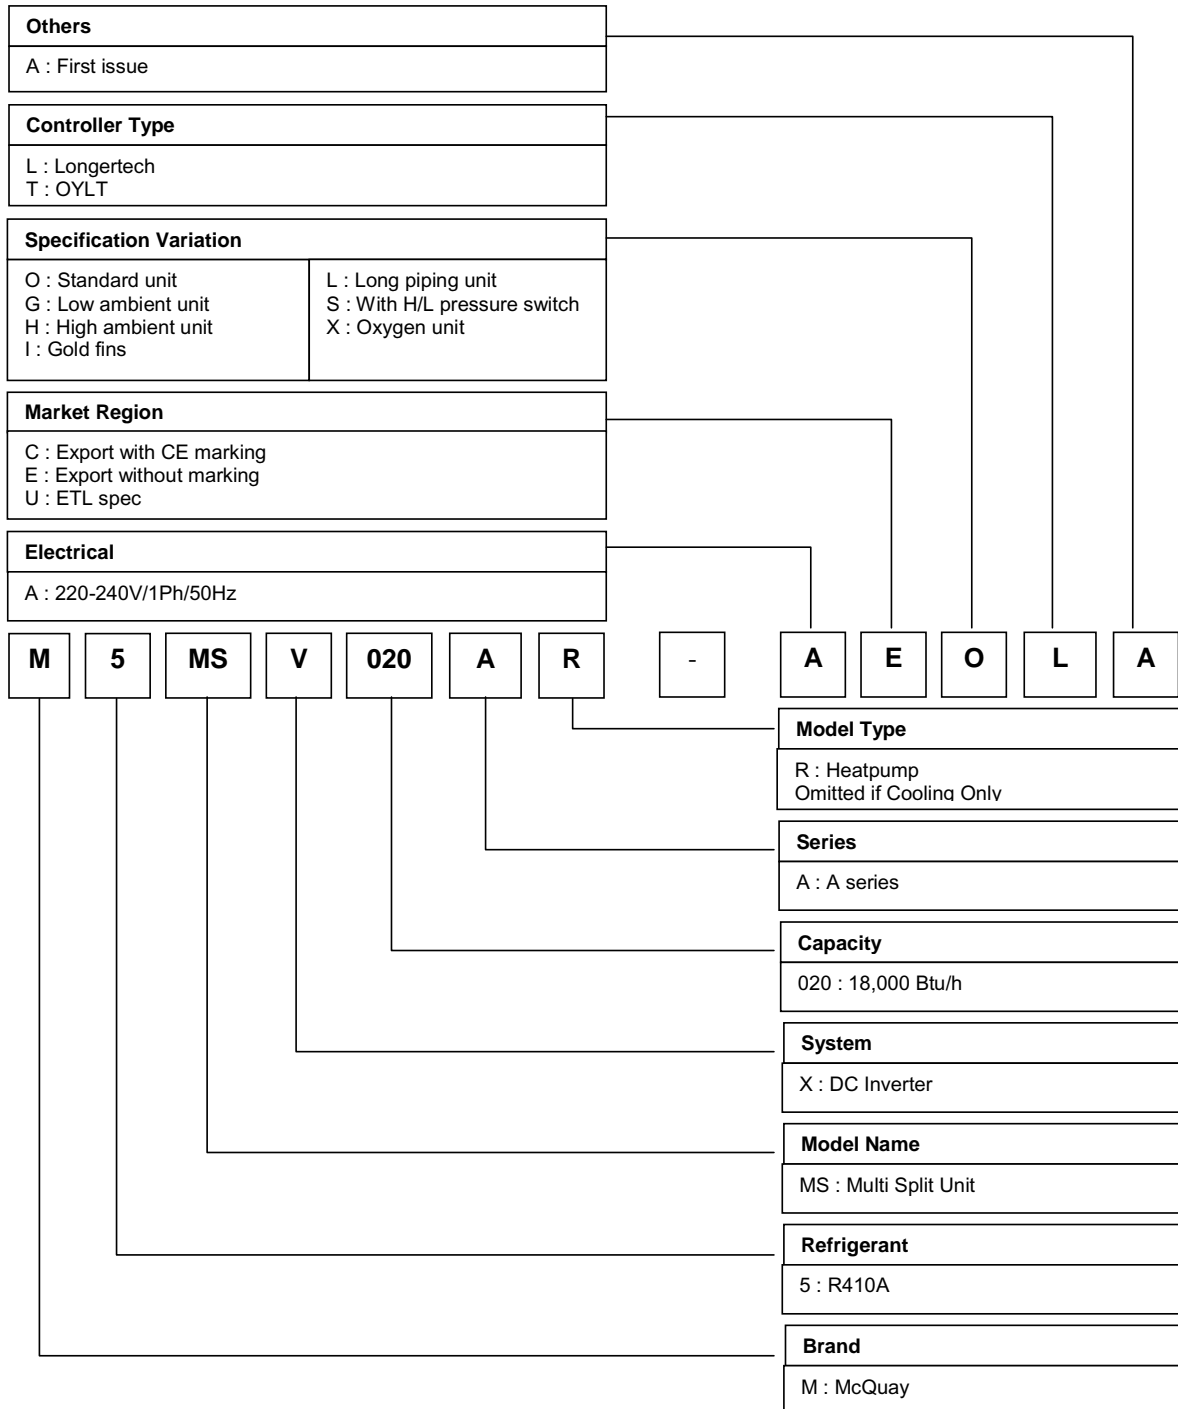 Others
A : First issue
Controller Type
L : Longertech
T : OYLT
Specification Variation
O : Standard unit
G : Low ambient unit
H : High ambient unit
I : Gold fins
L : Long piping unit
S : With H/L pressure switch
X : Oxygen unit
Market Region
C : Export with CE marking
E : Export without marking
U : ETL spec
Electrical
A : 220-240V/1Ph/50Hz
M 5 MS V 020 A R - A E O L A
Model Type
R : Heatpump
Omitted if Cooling Only
Series
A : A series
Capacity
020 : 18,000 Btu/h
System
X : DC Inverter
Model Name
MS : Multi Split Unit
Refrigerant
5 : R410A
Brand
M : McQuay